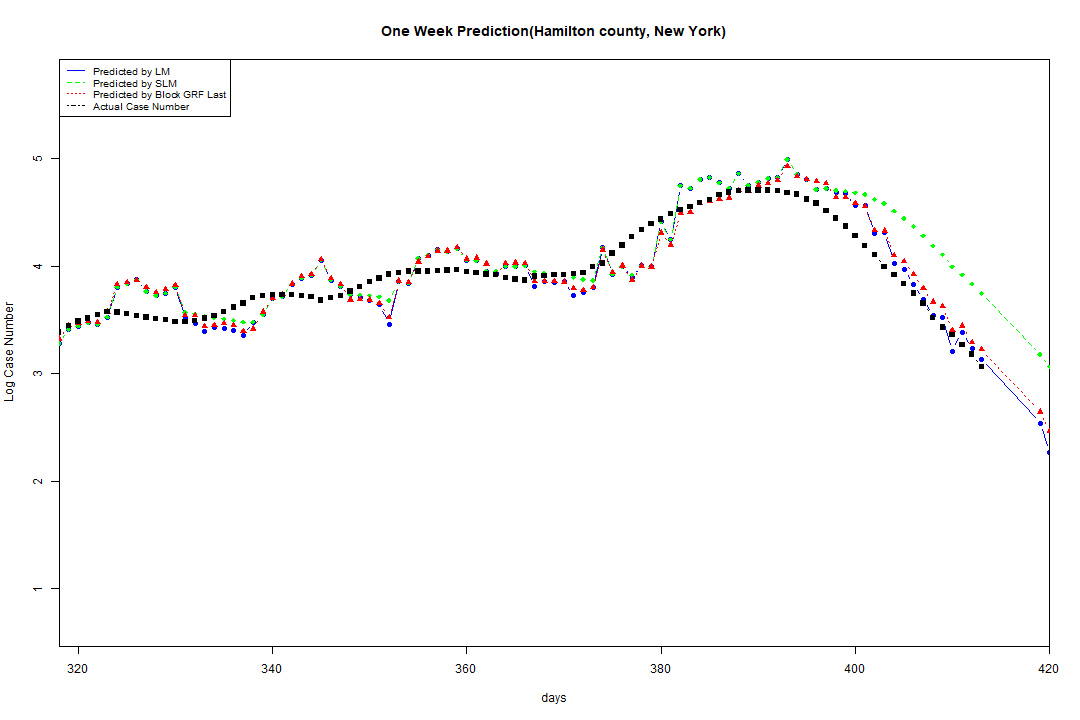 One Week Prediction(Hamilton county, New York)
Predicted by LM
Predicted by SLM
Predicted by Block GRF Last
Actual Case Number
5
4
3
2
1
Log Case Number
320 340 360 380 400 420
days